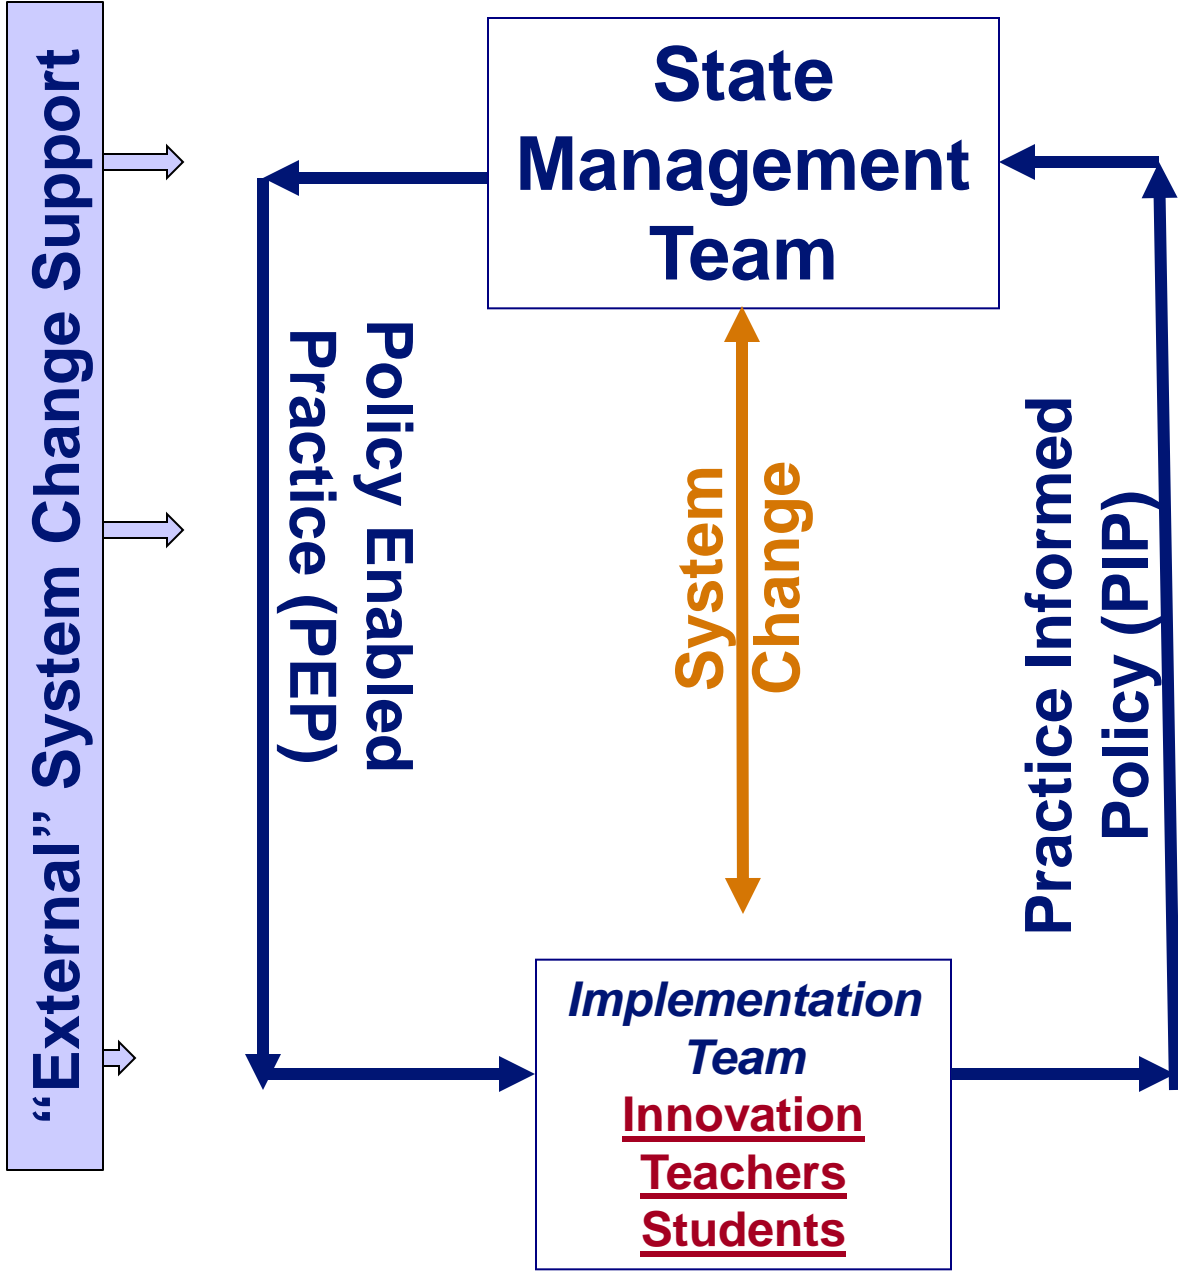 “External” System Change Support
State
Management
Team
Policy Enabled
Practice (PEP)
System
Change
Practice Informed
Policy (PIP)
Implementation
Team
Innovation
Teachers
Students